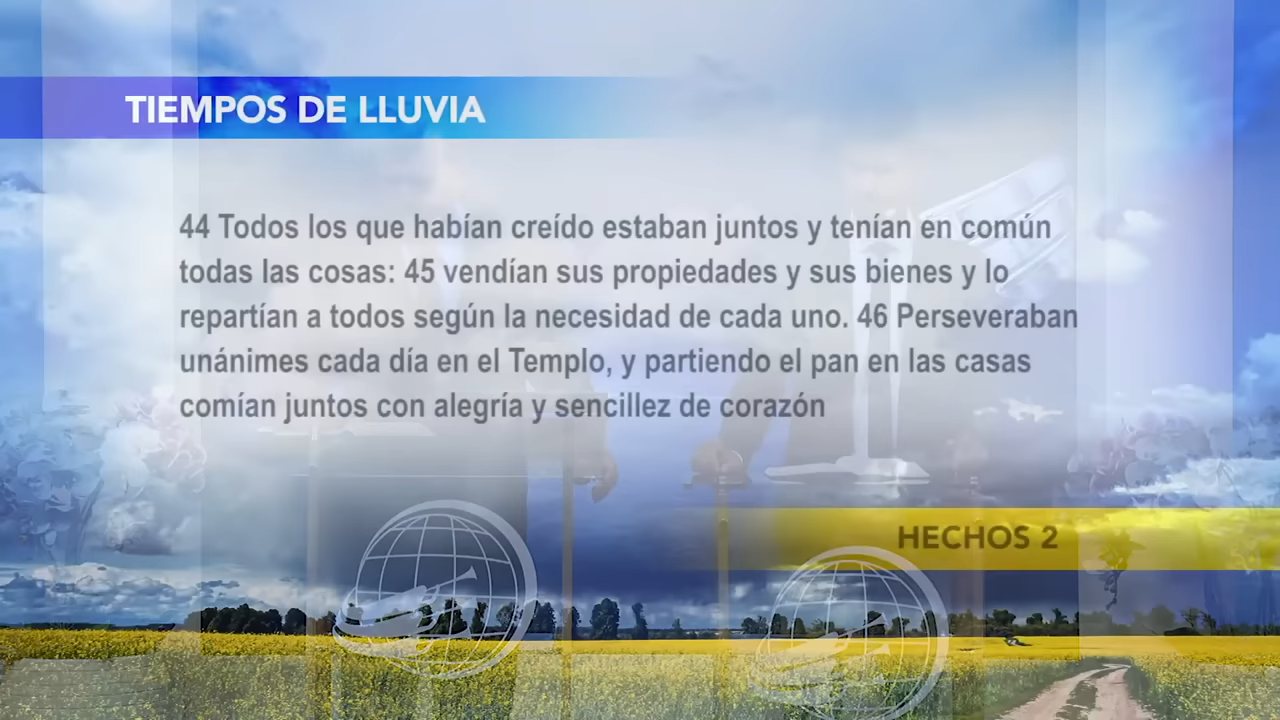 TIEMPOS DE LLUVIA
44 Todos los que habían creído estaban juntos y tenían en común
todas las cosas: 45 vendían sus propiedades y sus bienes y lo
repartían a todos según la necesidad de cada uno. 46 Perseveraban
unánimes cada día en el Templo, y partiendo el pan en las casas
comían juntos con alegría y sencillez de corazón
HECHOS 2